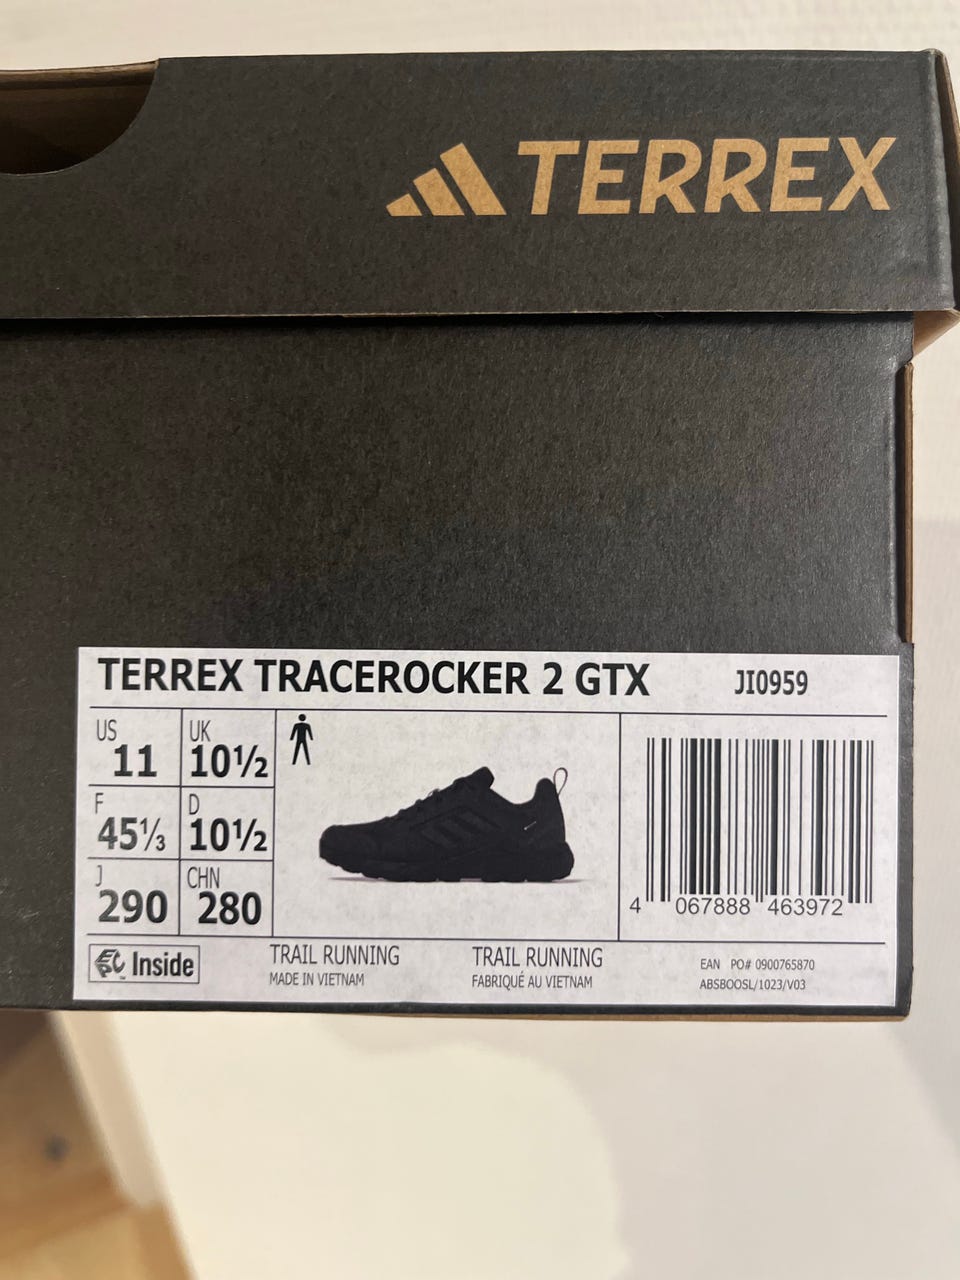 TERREX
TERREX TRACEROCKER 2 GTX JI0959
US 11 UK 10½
F 45⅓ D 10½
J 290 CHN 280
4 067888 463972
Inside
TRAIL RUNNING
MADE IN VIETNAM
TRAIL RUNNING
FABRIQUÉ AU VIETNAM
EAN PO# 0900765870
ABSBOOSL/1023/V03